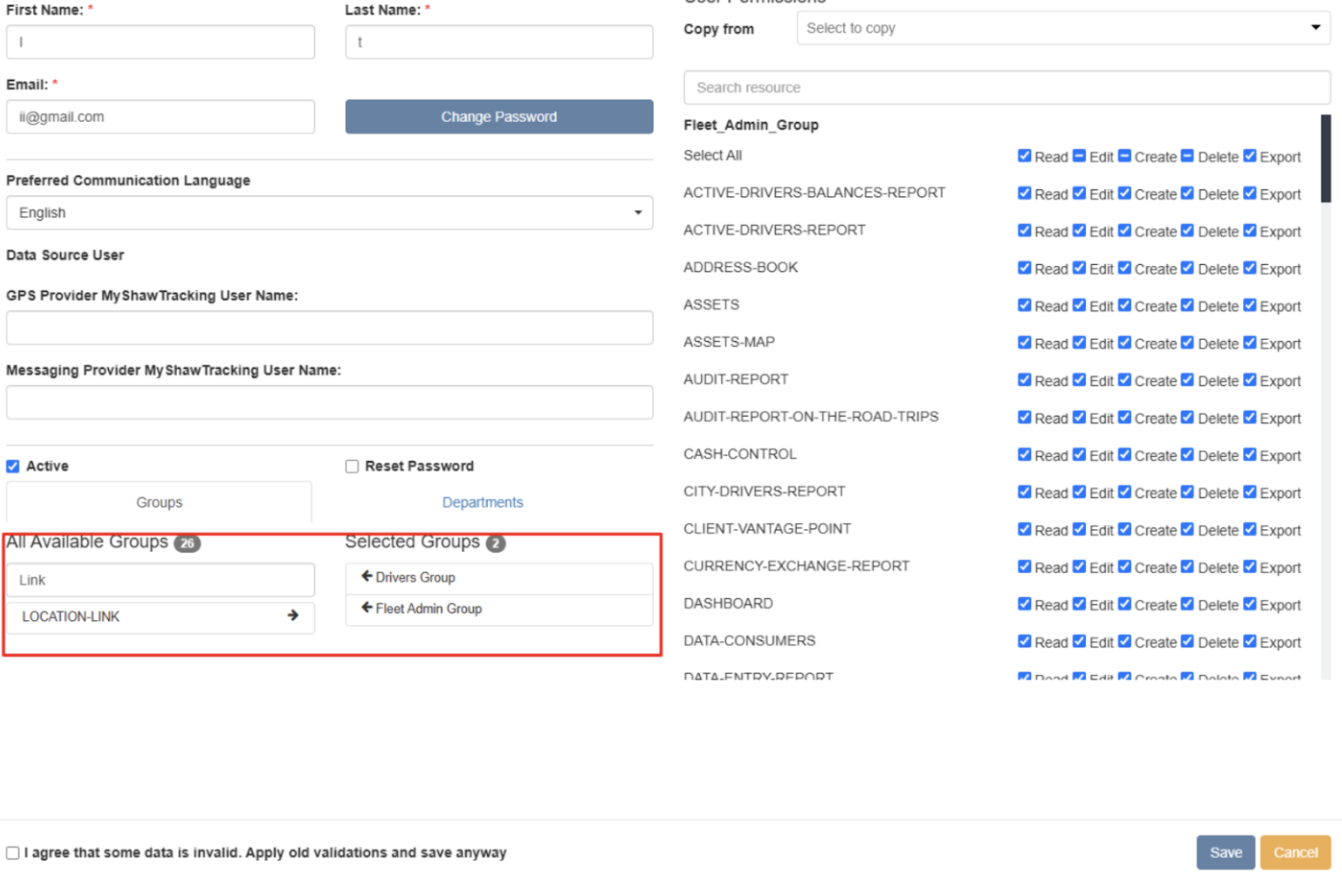 First Name: *
Last Name: *
l
t
Email: *
ii@gmail.com
Change Password
Preferred Communication Language
English
Data Source User
GPS Provider MyShawTracking User Name:
Messaging Provider MyShawTracking User Name:
Active
Reset Password
Groups
Departments
All Available Groups 26
Selected Groups 2
Link
LOCATION-LINK
Drivers Group
Fleet Admin Group
User Permissions
Copy from
Select to copy
Search resource
Fleet_Admin_Group
Select All Read Edit Create Delete Export
ACTIVE-DRIVERS-BALANCES-REPORT Read Edit Create Delete Export
ACTIVE-DRIVERS-REPORT Read Edit Create Delete Export
ADDRESS-BOOK Read Edit Create Delete Export
ASSETS Read Edit Create Delete Export
ASSETS-MAP Read Edit Create Delete Export
AUDIT-REPORT Read Edit Create Delete Export
AUDIT-REPORT-ON-THE-ROAD-TRIPS Read Edit Create Delete Export
CASH-CONTROL Read Edit Create Delete Export
CITY-DRIVERS-REPORT Read Edit Create Delete Export
CLIENT-VANTAGE-POINT Read Edit Create Delete Export
CURRENCY-EXCHANGE-REPORT Read Edit Create Delete Export
DASHBOARD Read Edit Create Delete Export
DATA-CONSUMERS Read Edit Create Delete Export
DATA-ENTRY-REPORT Read Edit Create Delete Export
I agree that some data is invalid. Apply old validations and save anyway
Save
Cancel